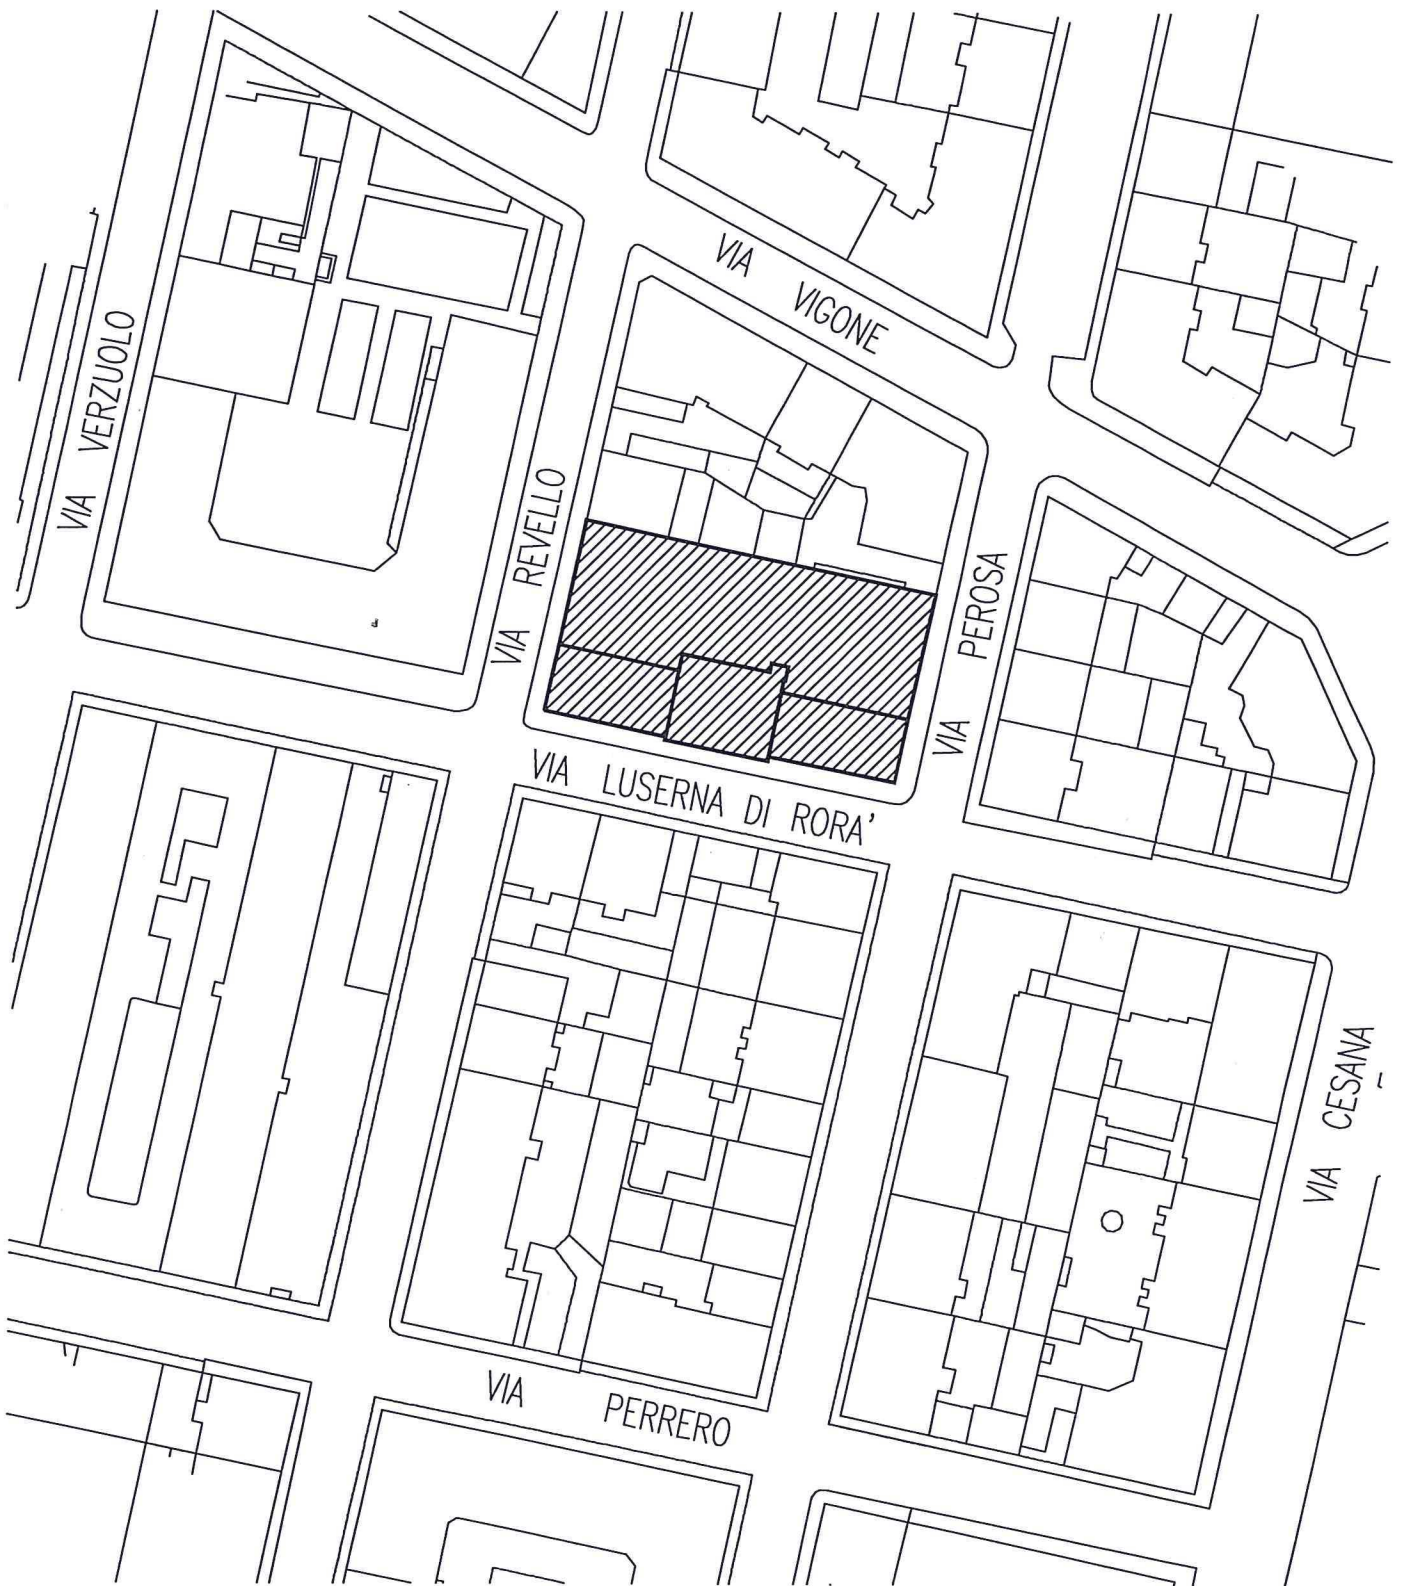 VIA VIGONE
VIA VERZUOLO
VIA REVELLO
VIA PEROSA
VIA LUSERNA DI RORA'
VIA CESANA
VIA PERRERO